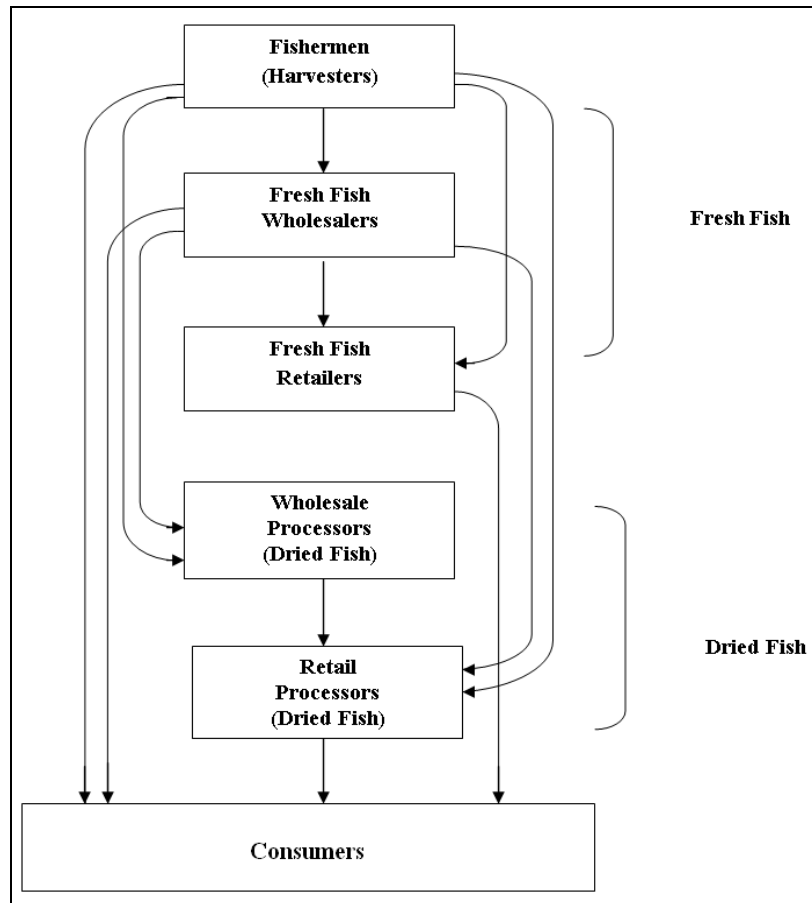 Fishermen
(Harvesters)
Fresh Fish
Wholesalers
Fresh Fish
Fresh Fish
Retailers
Wholesale
Processors
(Dried Fish)
Dried Fish
Retail
Processors
(Dried Fish)
Consumers